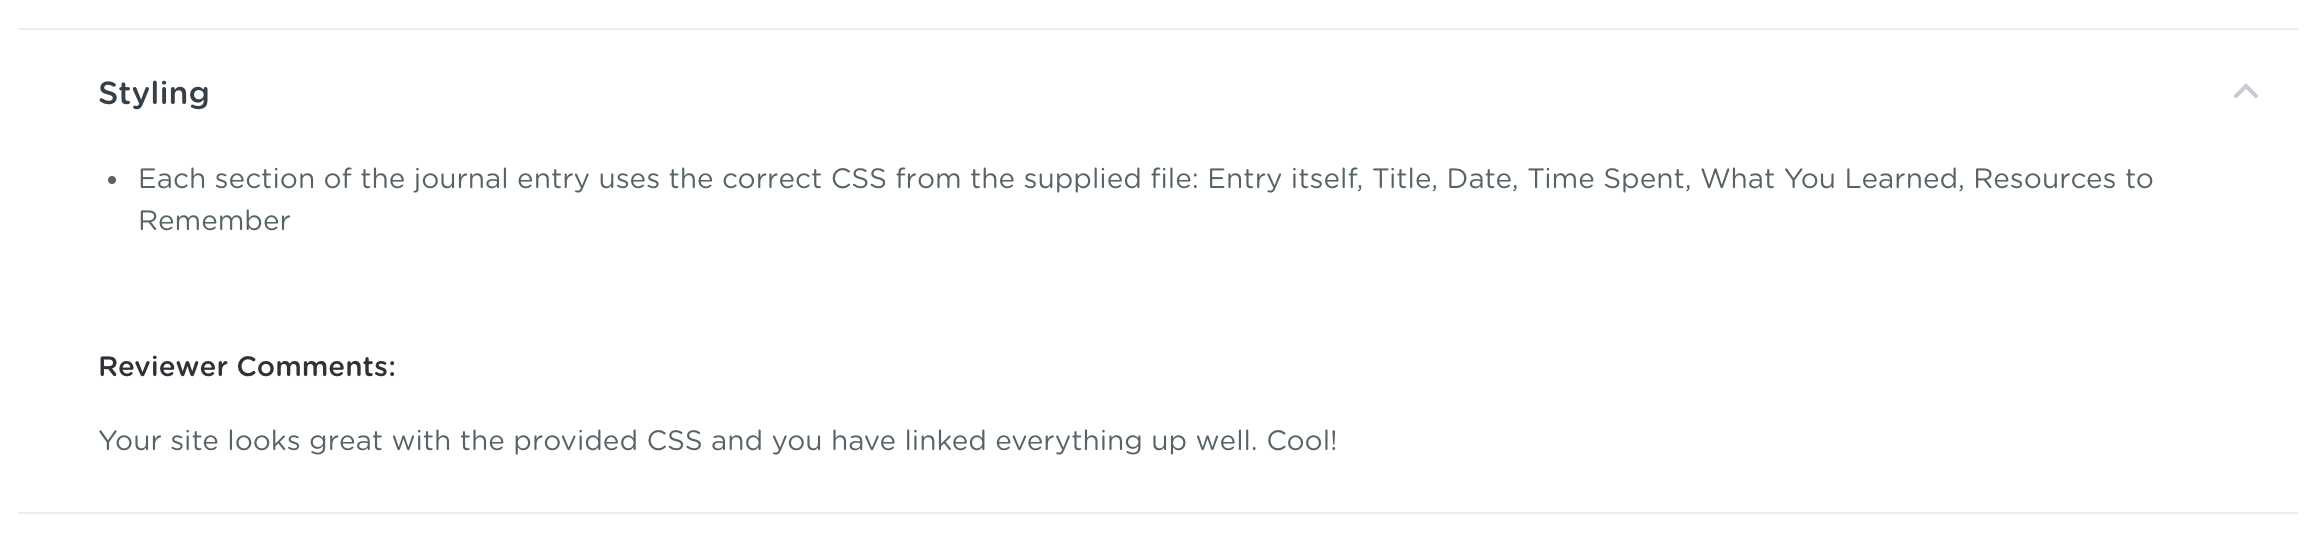 Styling
Each section of the journal entry uses the correct CSS from the supplied file: Entry itself, Title, Date, Time Spent, What You Learned, Resources to
Remember
Reviewer Comments:
Your site looks great with the provided CSS and you have linked everything up well. Cool!